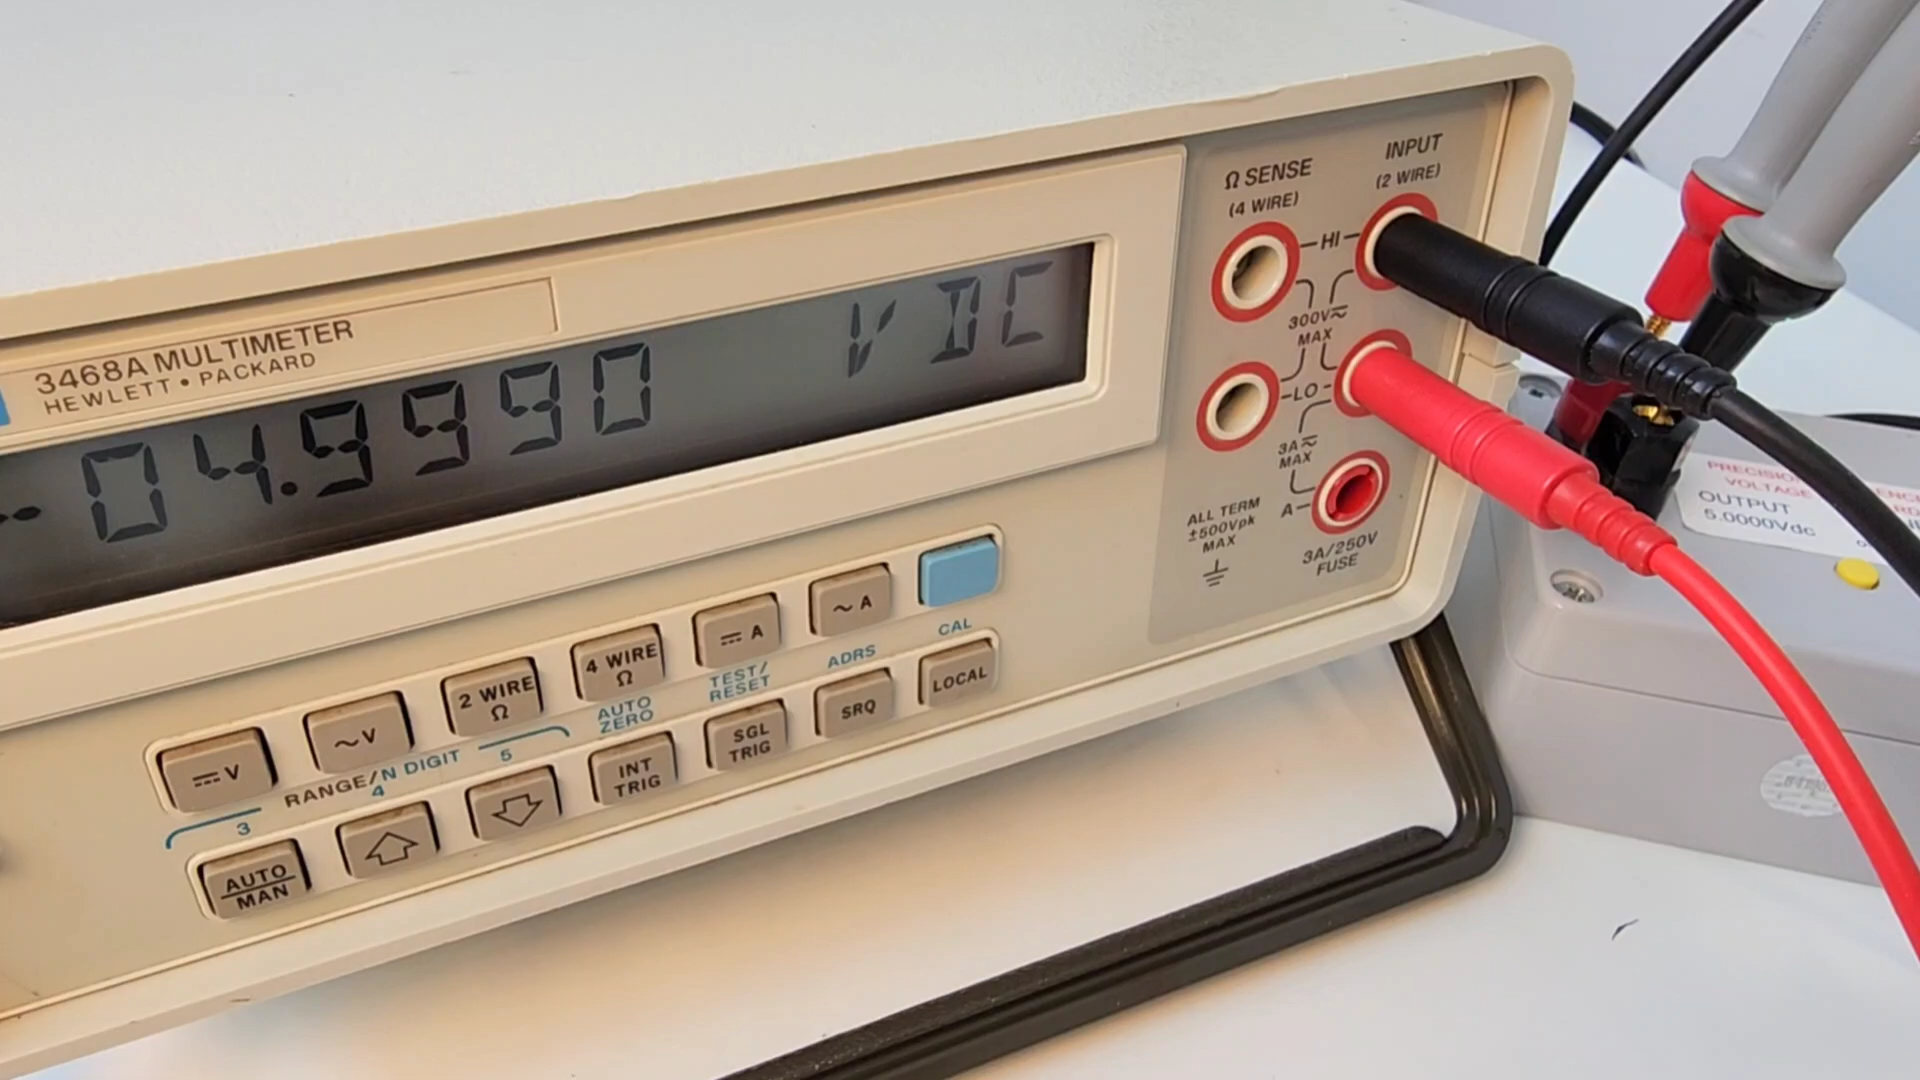 3468A MULTIMETER
HEWLETT • PACKARD
-04.9990 V DC
Ω SENSE
(4 WIRE)
INPUT
(2 WIRE)
HI
300V⎓~
MAX
LO
3A⎓~
MAX
A
ALL TERM
±500Vpk
MAX
3A/250V
FUSE
⎓V
~V
2 WIRE
Ω
4 WIRE
Ω
⎓A
~A
3
RANGE/N DIGIT
4
5
AUTO
ZERO
TEST/
RESET
ADRS
CAL
AUTO
MAN
INT
TRIG
SGL
TRIG
SRQ
LOCAL
VOLTAGE
OUTPUT
5.0000Vdc